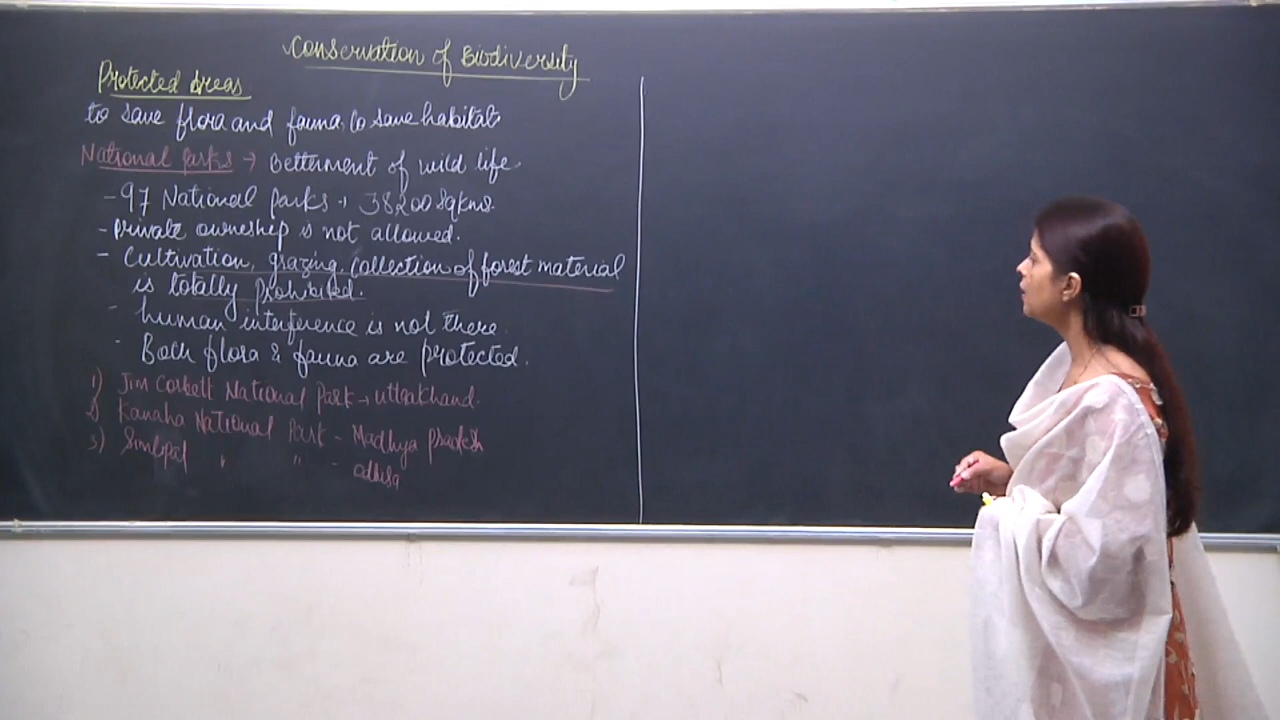 Conservation of Biodiversity
Protected Areas
to save flora and fauna, to save habitat
National Parks → Betterment of wild life.
- 97 National parks. , 38200 Sqkms.
- Private owneship is not allowed.
- Cultivation, grazing, collection of forest material
is totally prohibited.
- human interference is not there.
- Both flora & fauna are protected.
1) Jim Corbett National Park → Uttrakhand.
2) Kanaha National Park - Madhya Pradesh
3) Simlipal " " - Odhisa